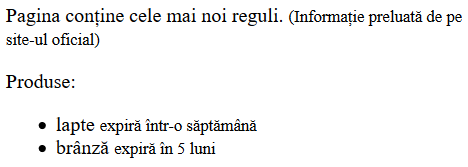 Pagina conține cele mai noi reguli. (Informație preluată de pe
site-ul oficial)
Produse:
• lapte expiră într-o săptămână
• brânză expiră în 5 luni